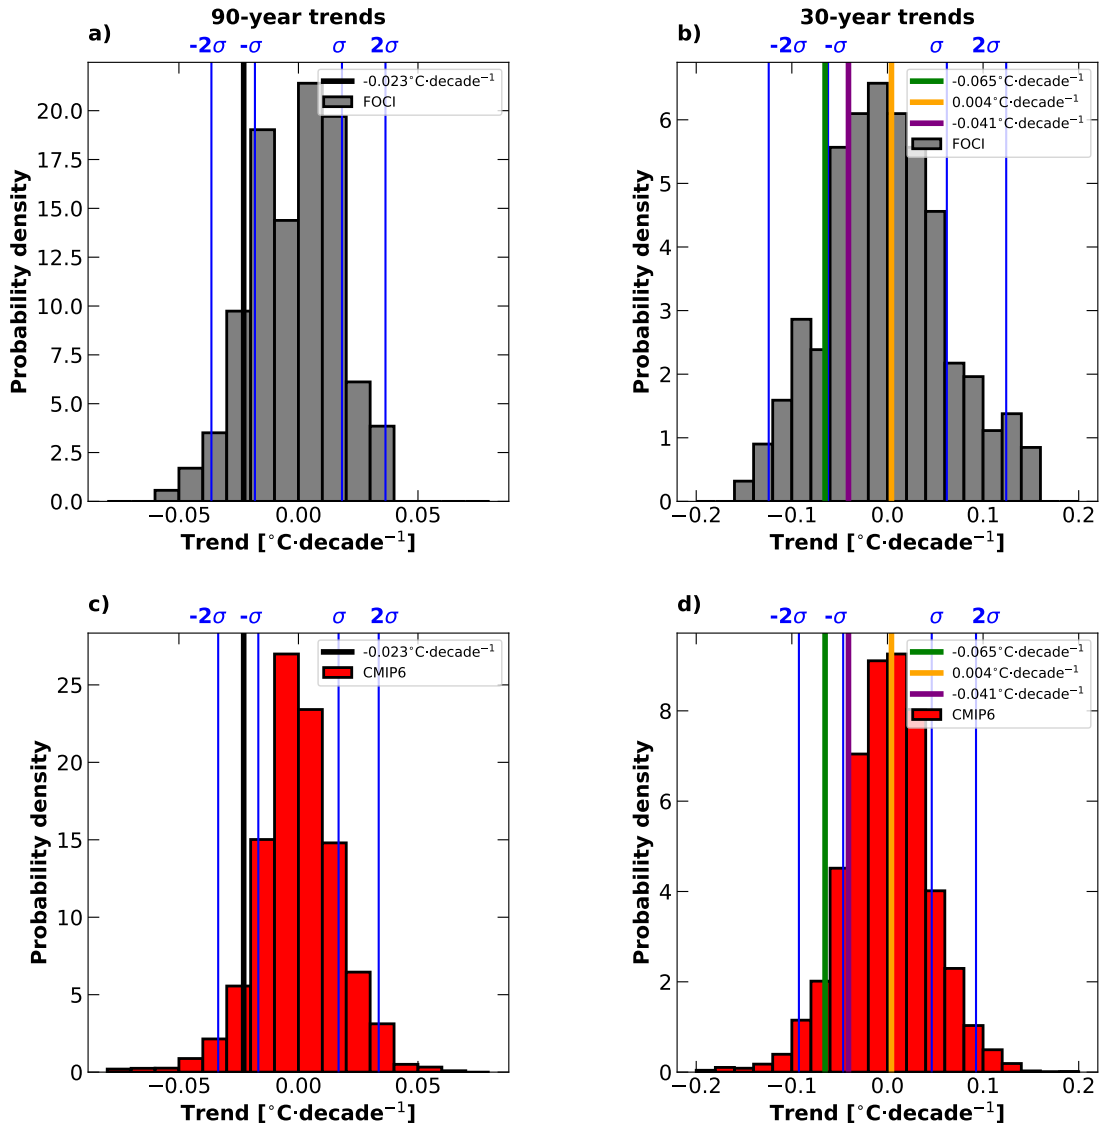 90-year trends
30-year trends
a)
-2σ -σ σ 2σ
b)
-2σ -σ σ 2σ
-0.023°C·decade⁻¹
FOCI
-0.065°C·decade⁻¹
0.004°C·decade⁻¹
-0.041°C·decade⁻¹
FOCI
Probability density
20.0
17.5
15.0
12.5
10.0
7.5
5.0
2.5
0.0
−0.05 0.00 0.05
Trend [°C·decade⁻¹]
Probability density
6
5
4
3
2
1
0
−0.2 −0.1 0.0 0.1 0.2
Trend [°C·decade⁻¹]
c)
-2σ -σ σ 2σ
d)
-2σ -σ σ 2σ
-0.023°C·decade⁻¹
CMIP6
-0.065°C·decade⁻¹
0.004°C·decade⁻¹
-0.041°C·decade⁻¹
CMIP6
Probability density
25
20
15
10
5
0
−0.05 0.00 0.05
Trend [°C·decade⁻¹]
Probability density
8
6
4
2
0
−0.2 −0.1 0.0 0.1 0.2
Trend [°C·decade⁻¹]